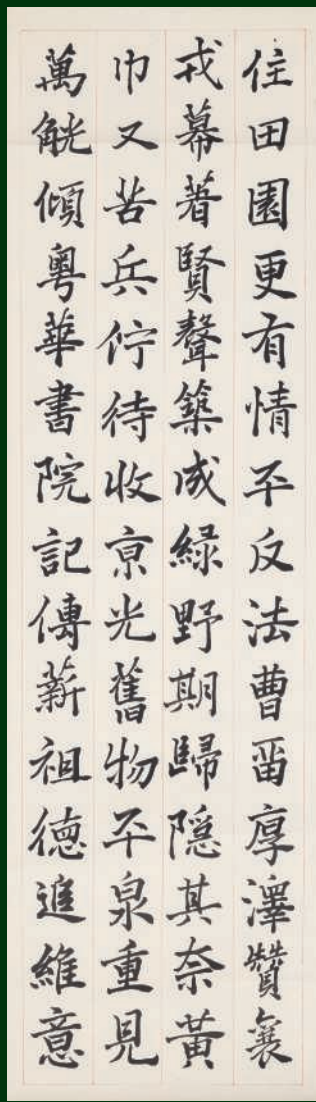 住田園更有情平反法曹畱厚澤贊襄
戎幕著賢聲築成綠野期歸隱其奈黃
巾又苦兵佇待收京光舊物平泉重見
萬觥傾粵華書院記傳薪祖德追維意